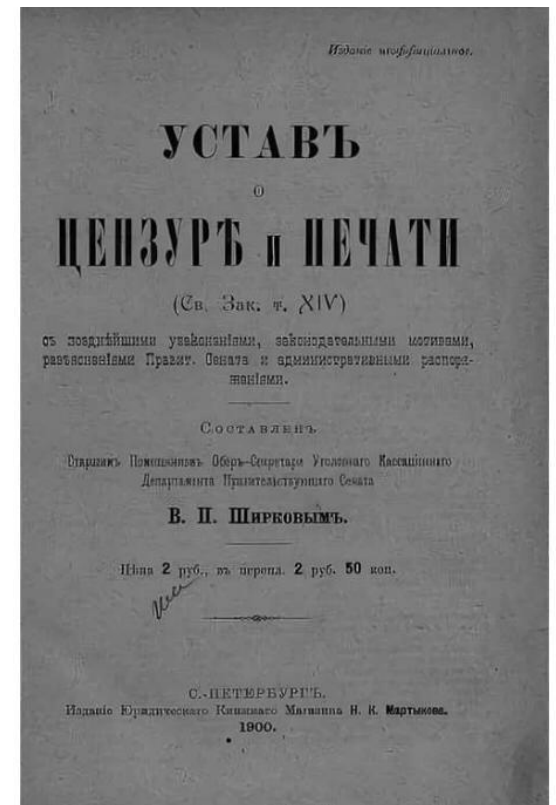 Изданіе неоффиціальное.
УСТАВЪ
О
ЦЕНЗУРѢ и ПЕЧАТИ
(Св. Зак. т. XIV)
съ позднѣйшими узаконеніями, законодательными мотивами,
разъясненіями Правит. Сената и административными распоря-
женіями.
СОСТАВЛЕНЪ
Старшимъ Помощникомъ Оберъ-Секретаря Уголовнаго Кассаціоннаго
Департамента Правительствующаго Сената
В. П. ШИРКОВЫМЪ.
Цѣна 2 руб., въ перепл. 2 руб. 50 коп.
С.-ПЕТЕРБУРГЪ.
Изданіе Юридическаго Книжнаго Магазина Н. К. Мартынова.
1900.